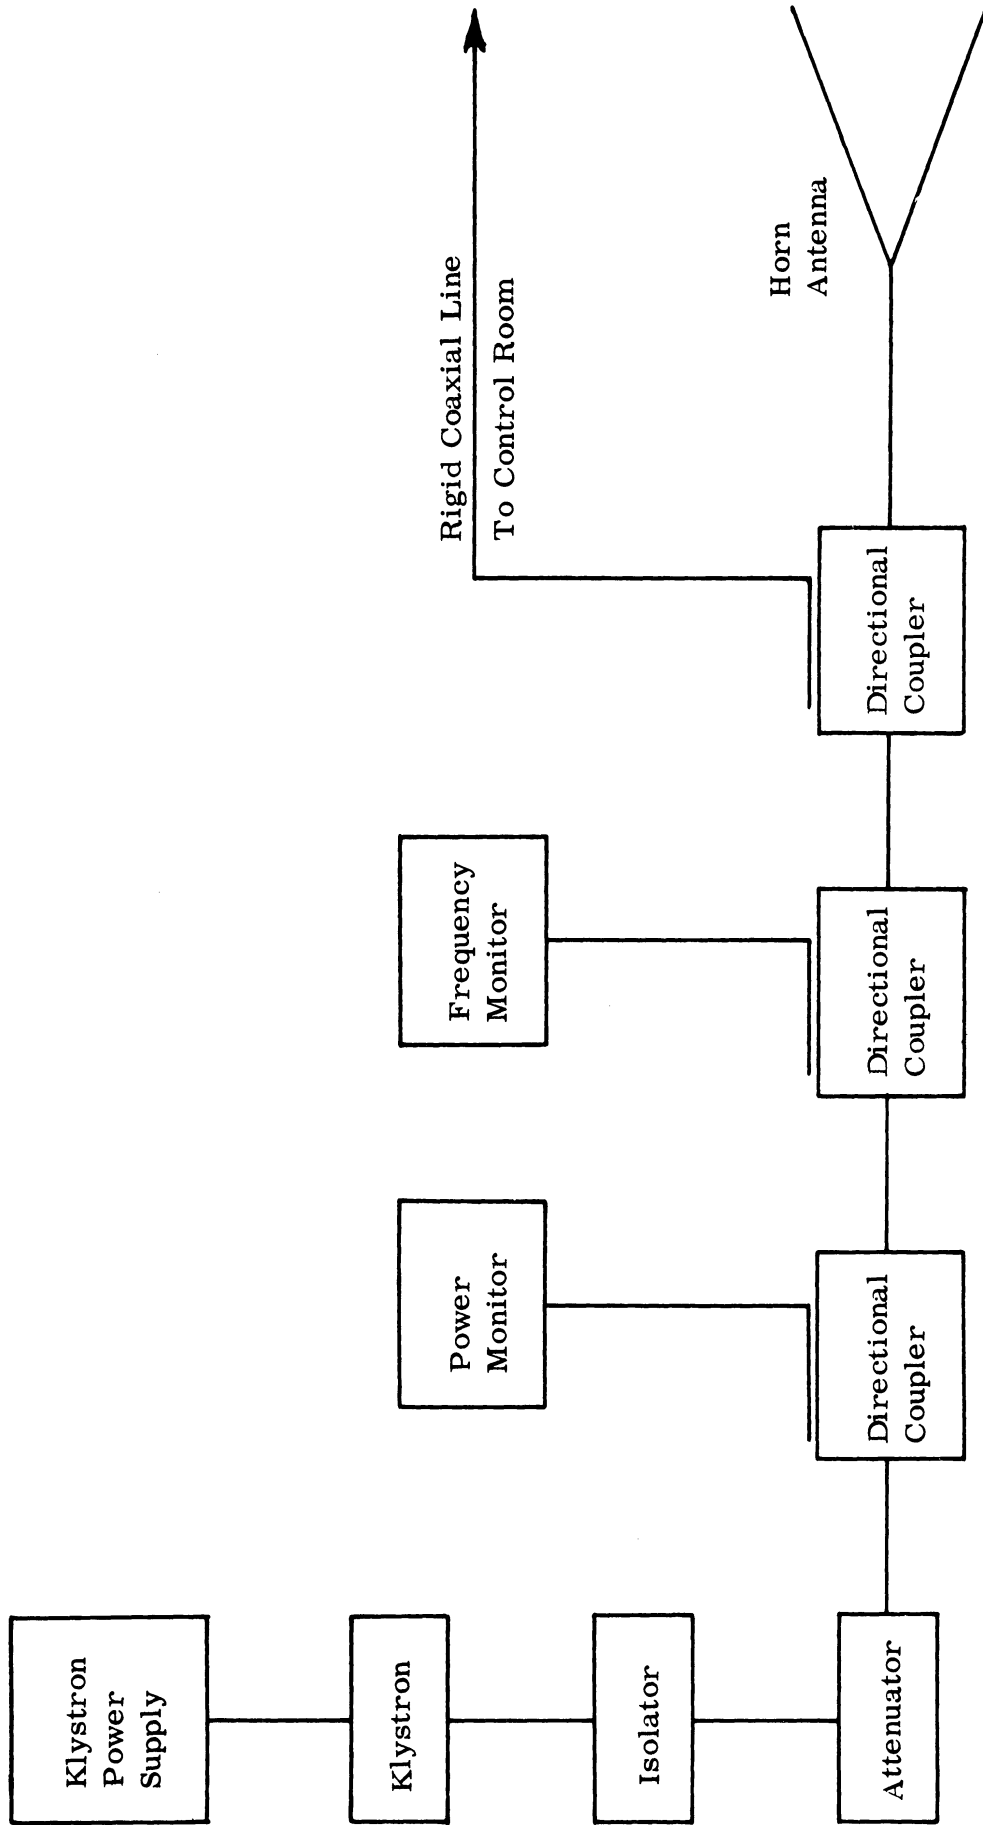 Klystron
Power
Supply
Klystron
Isolator
Attenuator
Power
Monitor
Directional
Coupler
Frequency
Monitor
Directional
Coupler
Rigid Coaxial Line
To Control Room
Directional
Coupler
Horn
Antenna